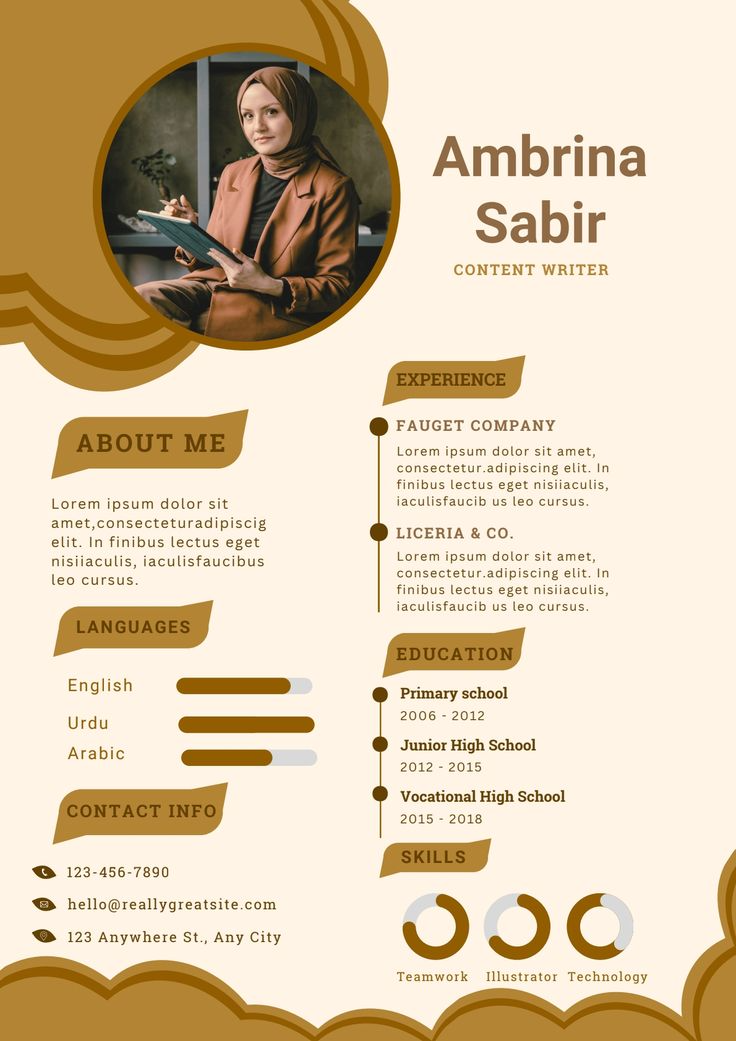 Ambrina
Sabir
CONTENT WRITER
ABOUT ME
Lorem ipsum dolor sit
amet,consecteturadipiscig
elit. In finibus lectus eget
nisiiaculis, iaculisfaucibus
leo cursus.
LANGUAGES
English
Urdu
Arabic
CONTACT INFO
123-456-7890
hello@reallygreatsite.com
123 Anywhere St., Any City
EXPERIENCE
FAUGET COMPANY
Lorem ipsum dolor sit amet,
consectetur.adipiscing elit. In
finibus lectus eget nisiiaculis,
iaculisfaucib us leo cursus.
LICERIA & CO.
Lorem ipsum dolor sit amet,
consectetur.adipiscing elit. In
finibus lectus eget nisiiaculis,
iaculisfaucib us leo cursus.
EDUCATION
Primary school
2006 - 2012
Junior High School
2012 - 2015
Vocational High School
2015 - 2018
SKILLS
Teamwork Illustrator Technology